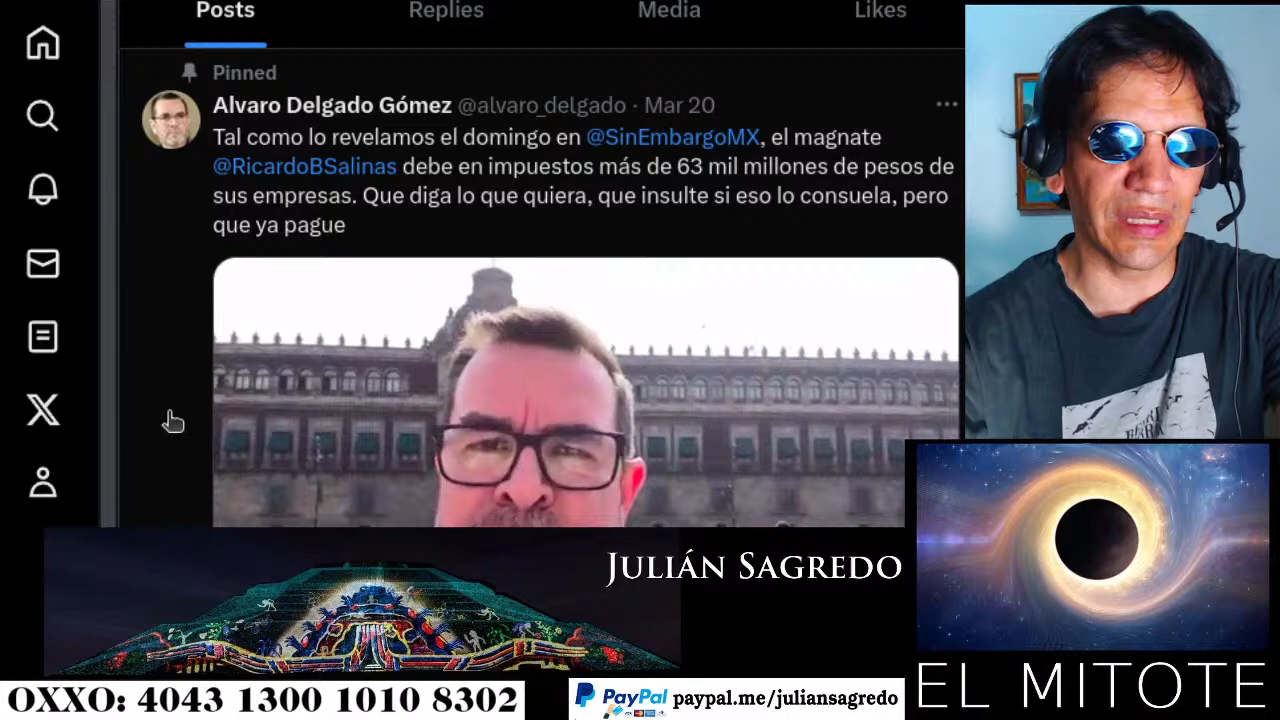 Posts Replies Media Likes
Pinned
Alvaro Delgado Gómez @alvaro_delgado · Mar 20
Tal como lo revelamos el domingo en @SinEmbargoMX, el magnate
@RicardoBSalinas debe en impuestos más de 63 mil millones de pesos de
sus empresas. Que diga lo que quiera, que insulte si eso lo consuela, pero
que ya pague
JULIÁN SAGREDO
OXXO: 4043 1300 1010 8302
PayPal paypal.me/juliansagredo
EL MITOTE